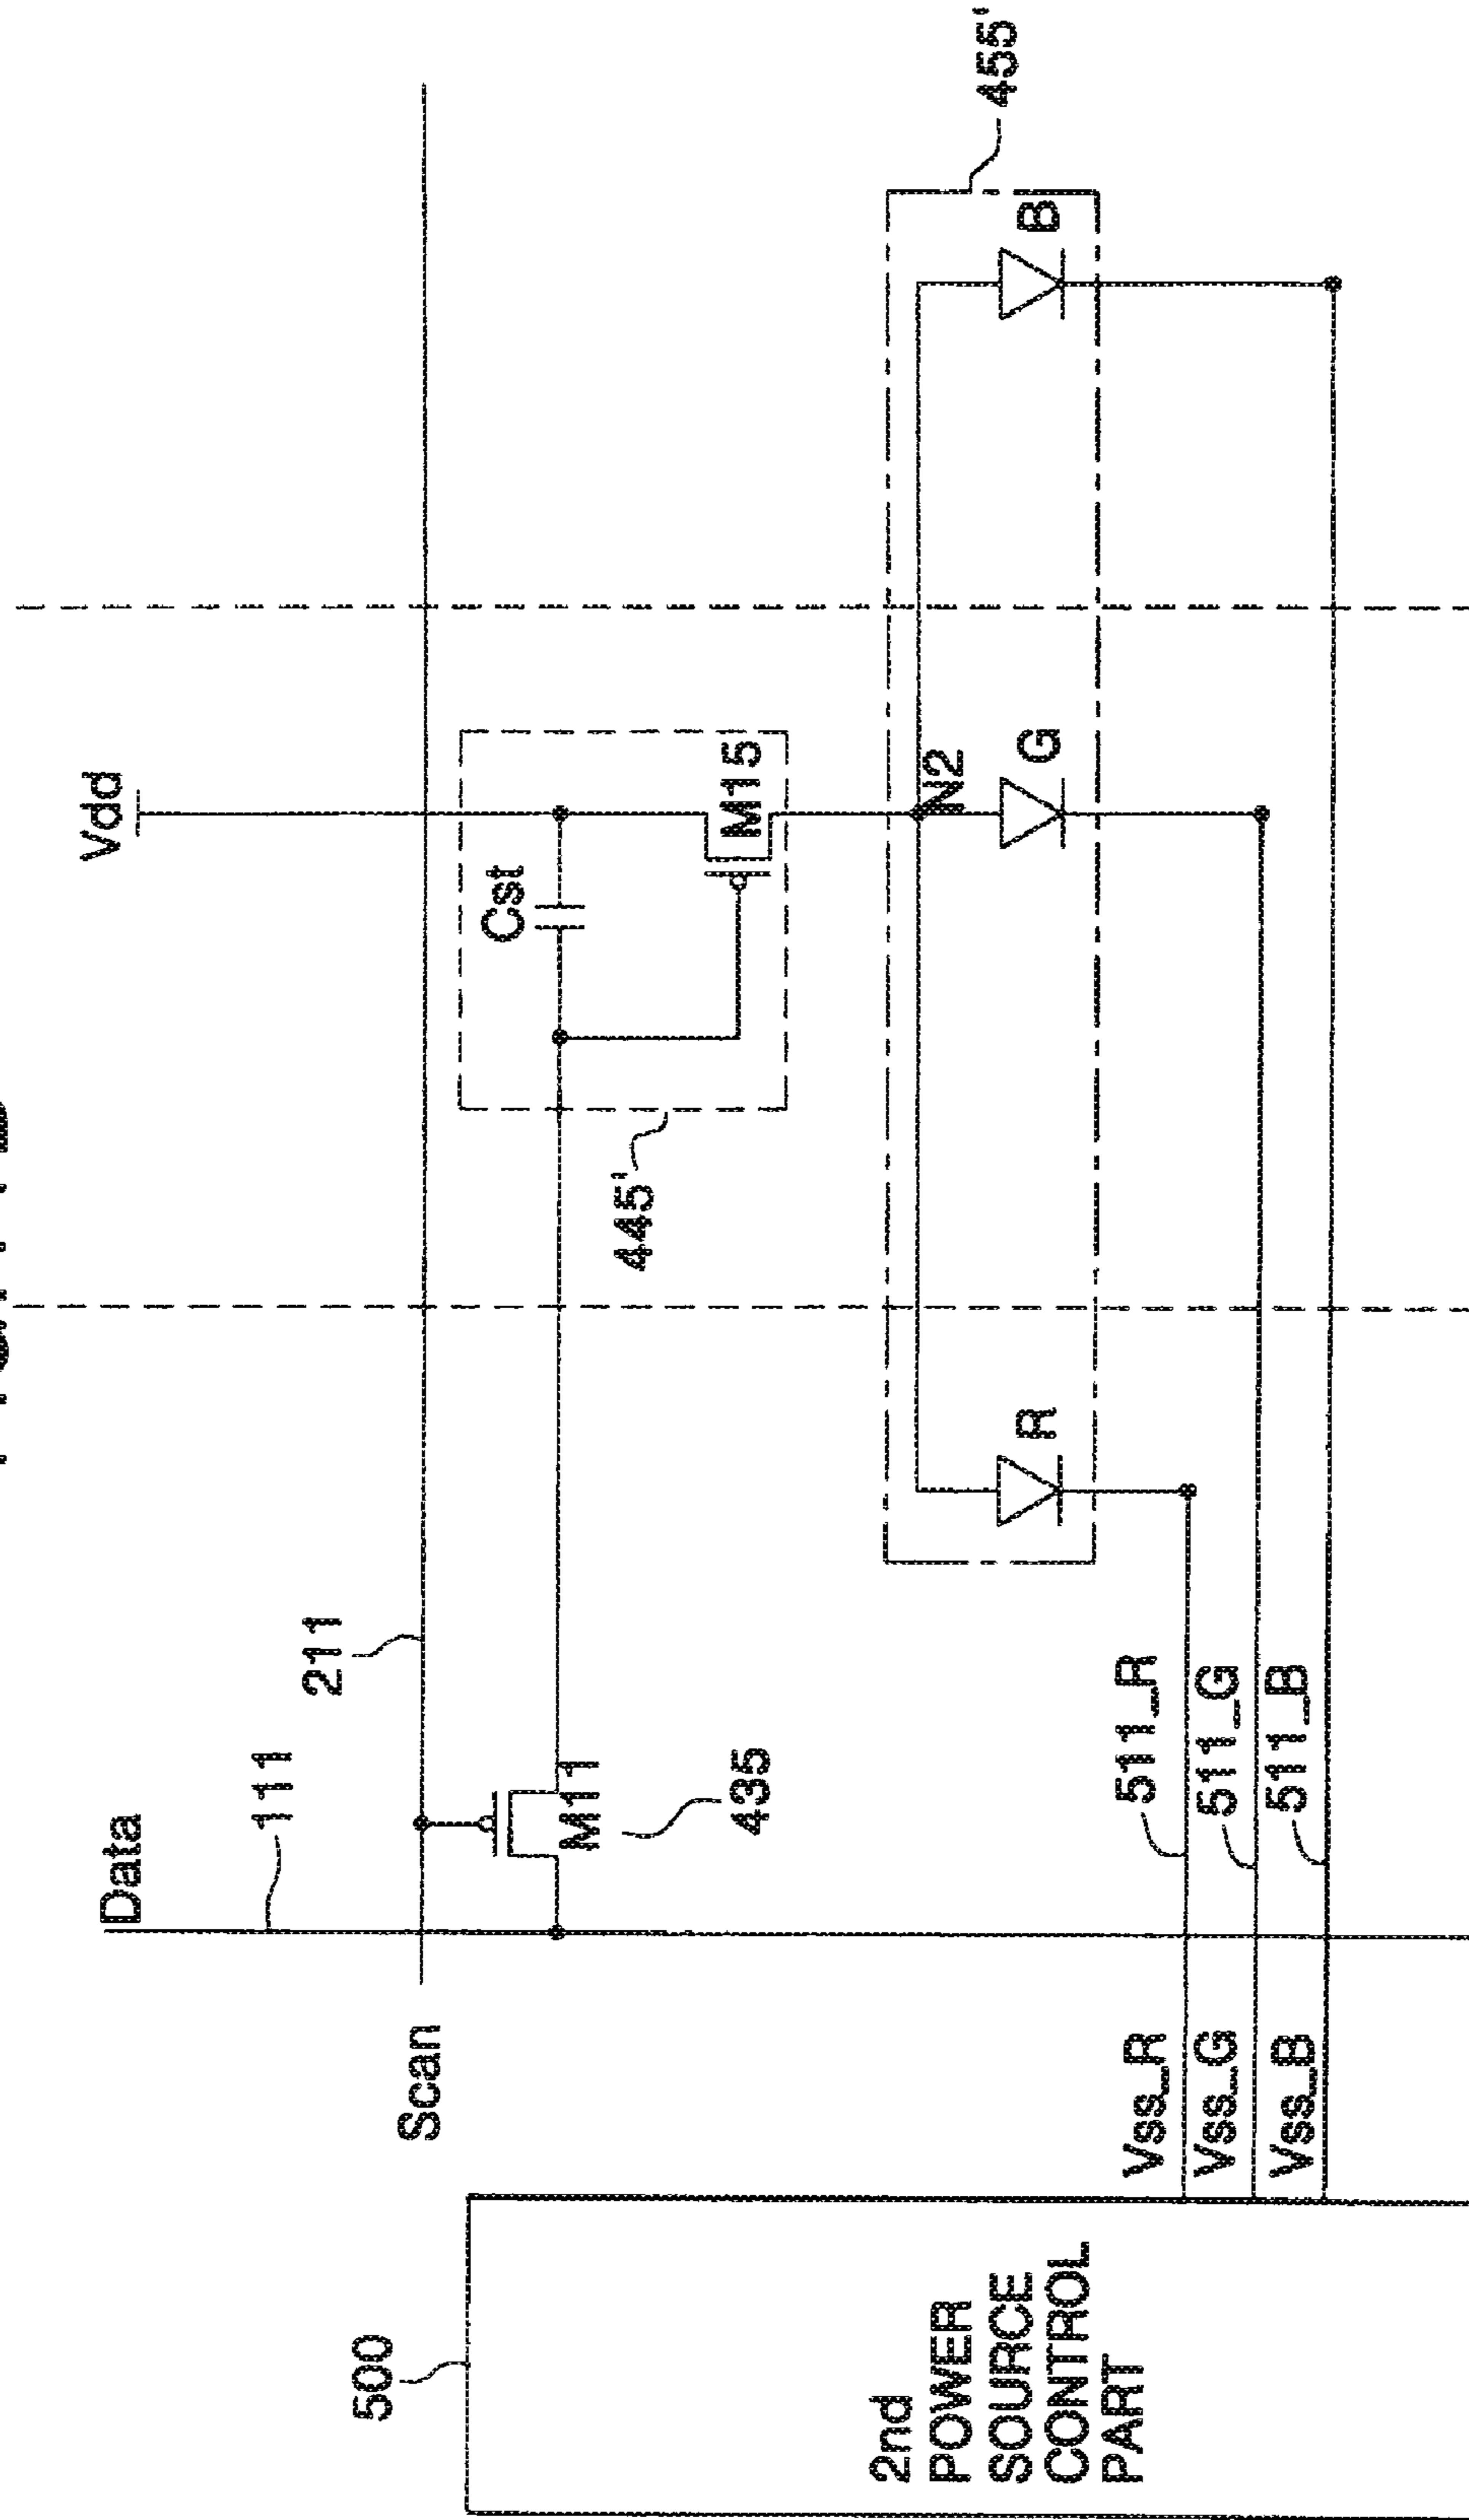 Data
111
211
Scan
Vdd
Cst
M11
M15
435
445'
N2
R
G
B
455'
500
2nd
POWER
SOURCE
CONTROL
PART
Vss_R
Vss_G
Vss_B
511_R
511_G
511_B